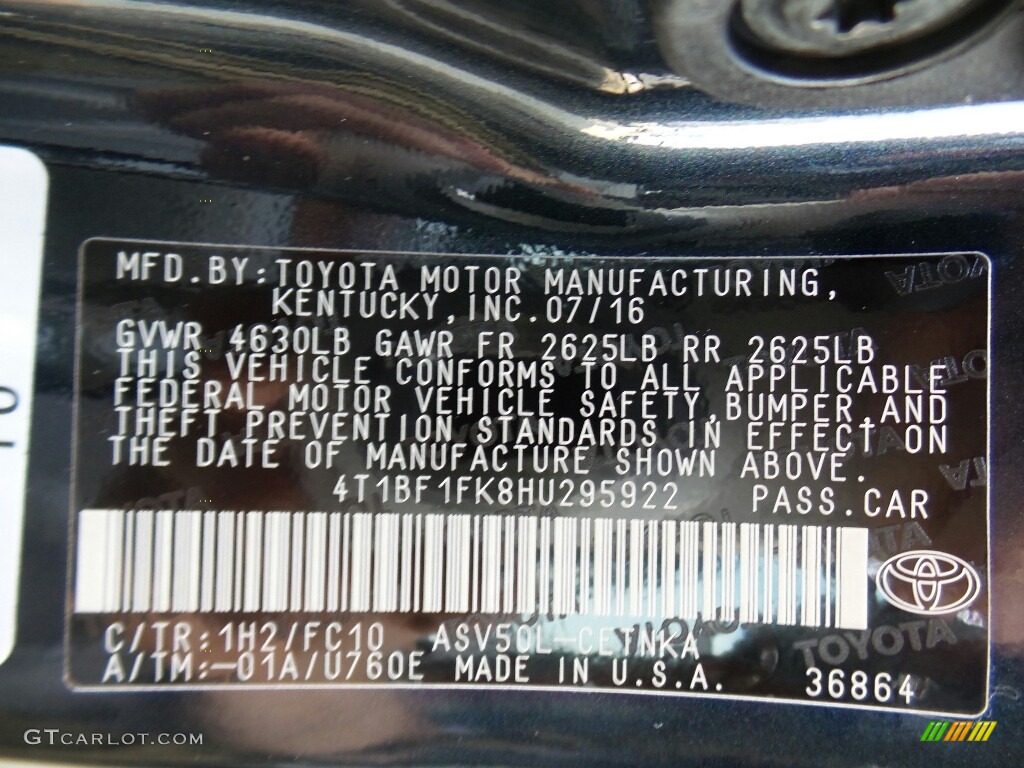 MFD.BY:TOYOTA MOTOR MANUFACTURING,
KENTUCKY,INC.07/16
GVWR 4630LB GAWR FR 2625LB RR 2625LB
THIS VEHICLE CONFORMS TO ALL APPLICABLE
FEDERAL MOTOR VEHICLE SAFETY,BUMPER,AND
THEFT PREVENTION STANDARDS IN EFFECT ON
THE DATE OF MANUFACTURE SHOWN ABOVE.
4T1BF1FK8HU295922 PASS.CAR
C/TR:1H2/FC10 ASV50L-CETNKA
A/TM:-01A/U760E MADE IN U.S.A.
36864
TOYOTA
GTCARLOT.COM